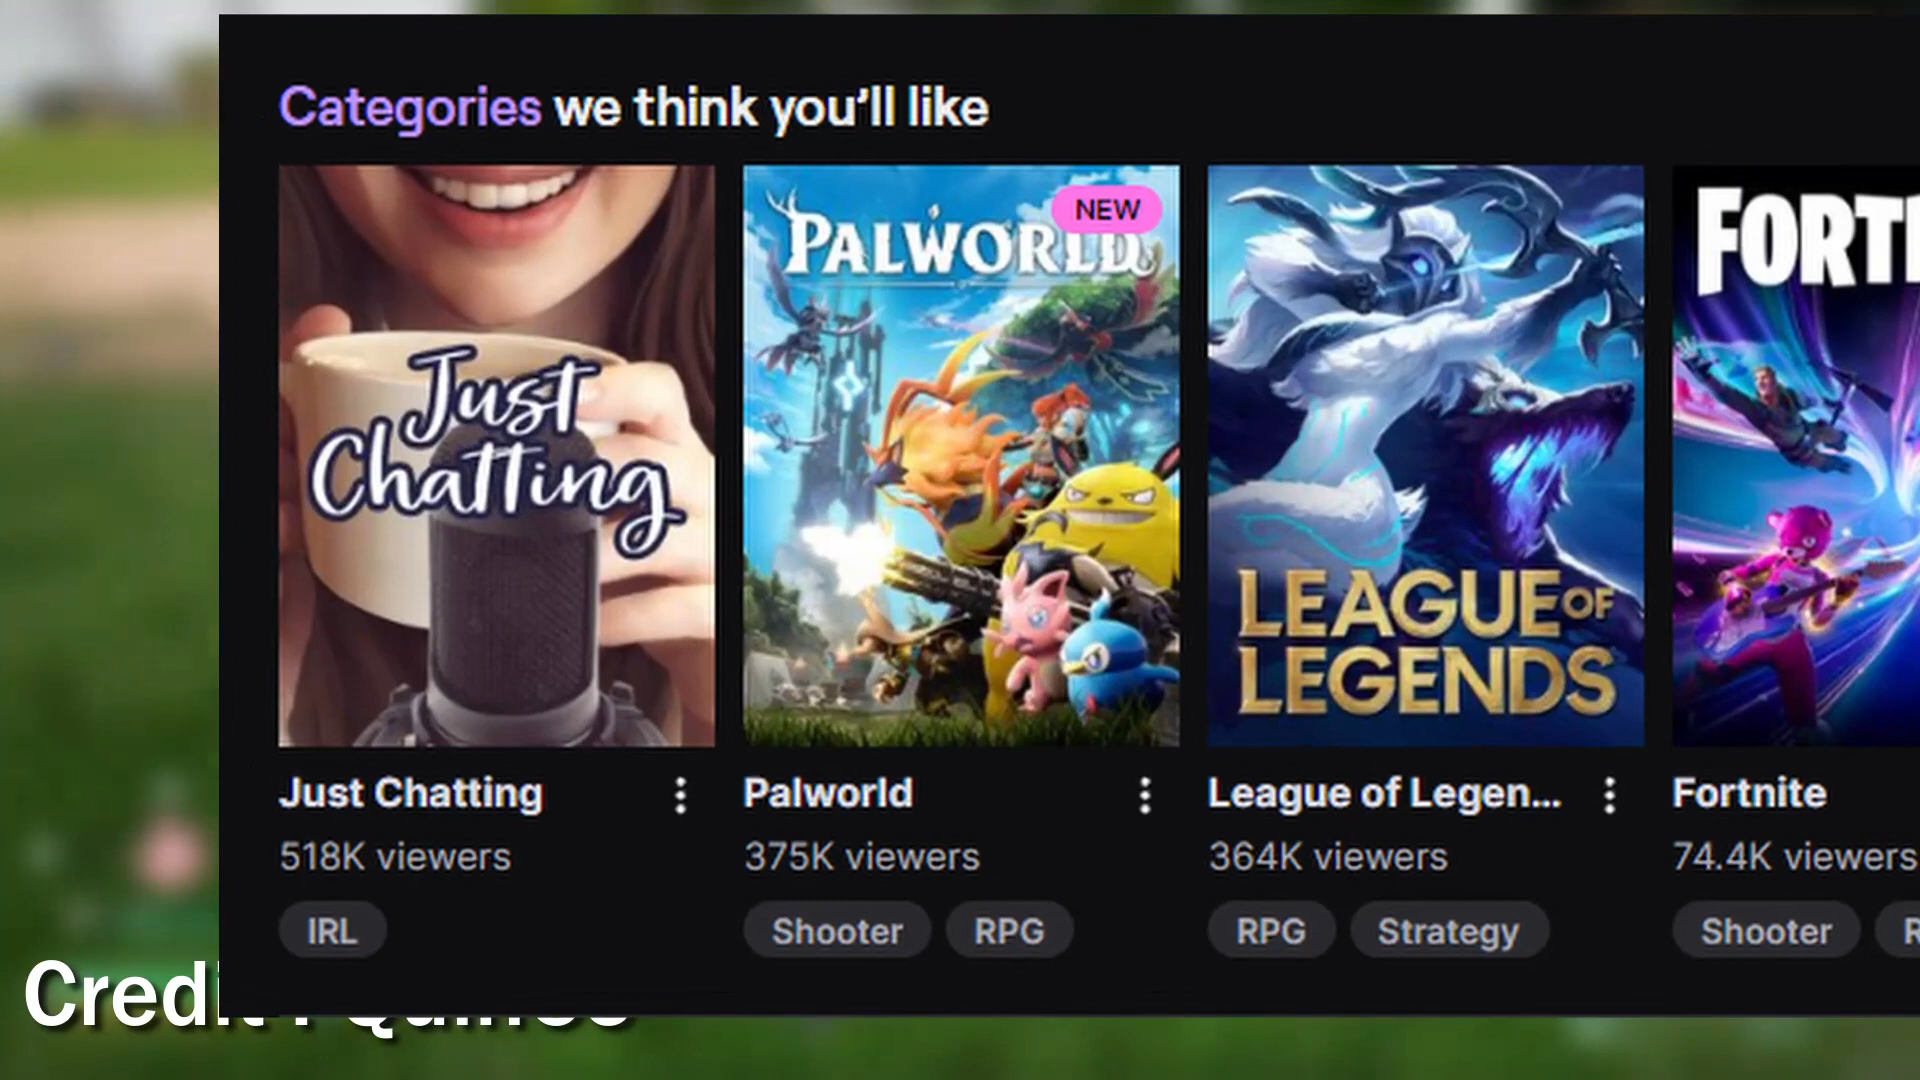 Categories we think you'll like
NEW
PALWORLD
FORT
Just
Chatting
LEAGUE OF
LEGENDS
Just Chatting
Palworld
League of Legen...
Fortnite
518K viewers
375K viewers
364K viewers
74.4K viewers
IRL
Shooter
RPG
RPG
Strategy
Shooter
R
Credit :